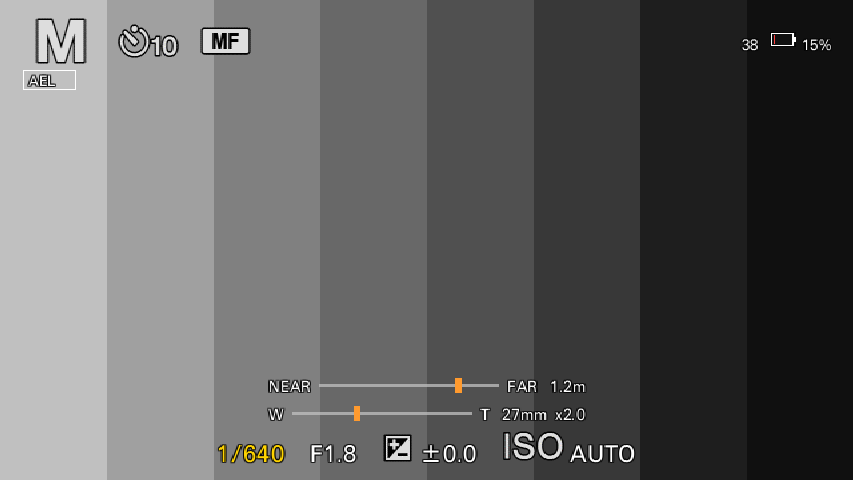 M 10 MF 38 15%
AEL
NEAR FAR 1.2m
W T 27mm x2.0
1/640 F1.8 ±0.0 ISO AUTO